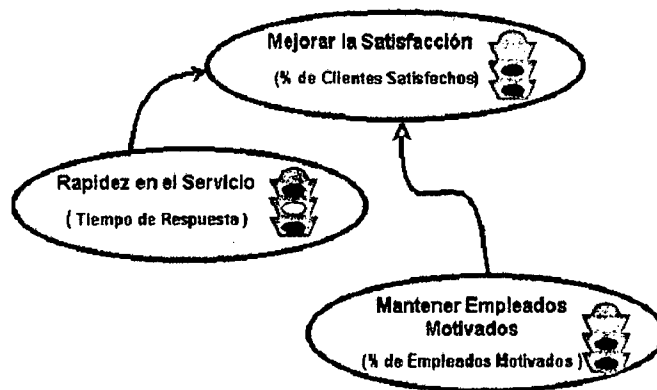 Mejorar la Satisfacción
(% de Clientes Satisfechos)
Rapidez en el Servicio
( Tiempo de Respuesta )
Mantener Empleados
Motivados
(% de Empleados Motivados )